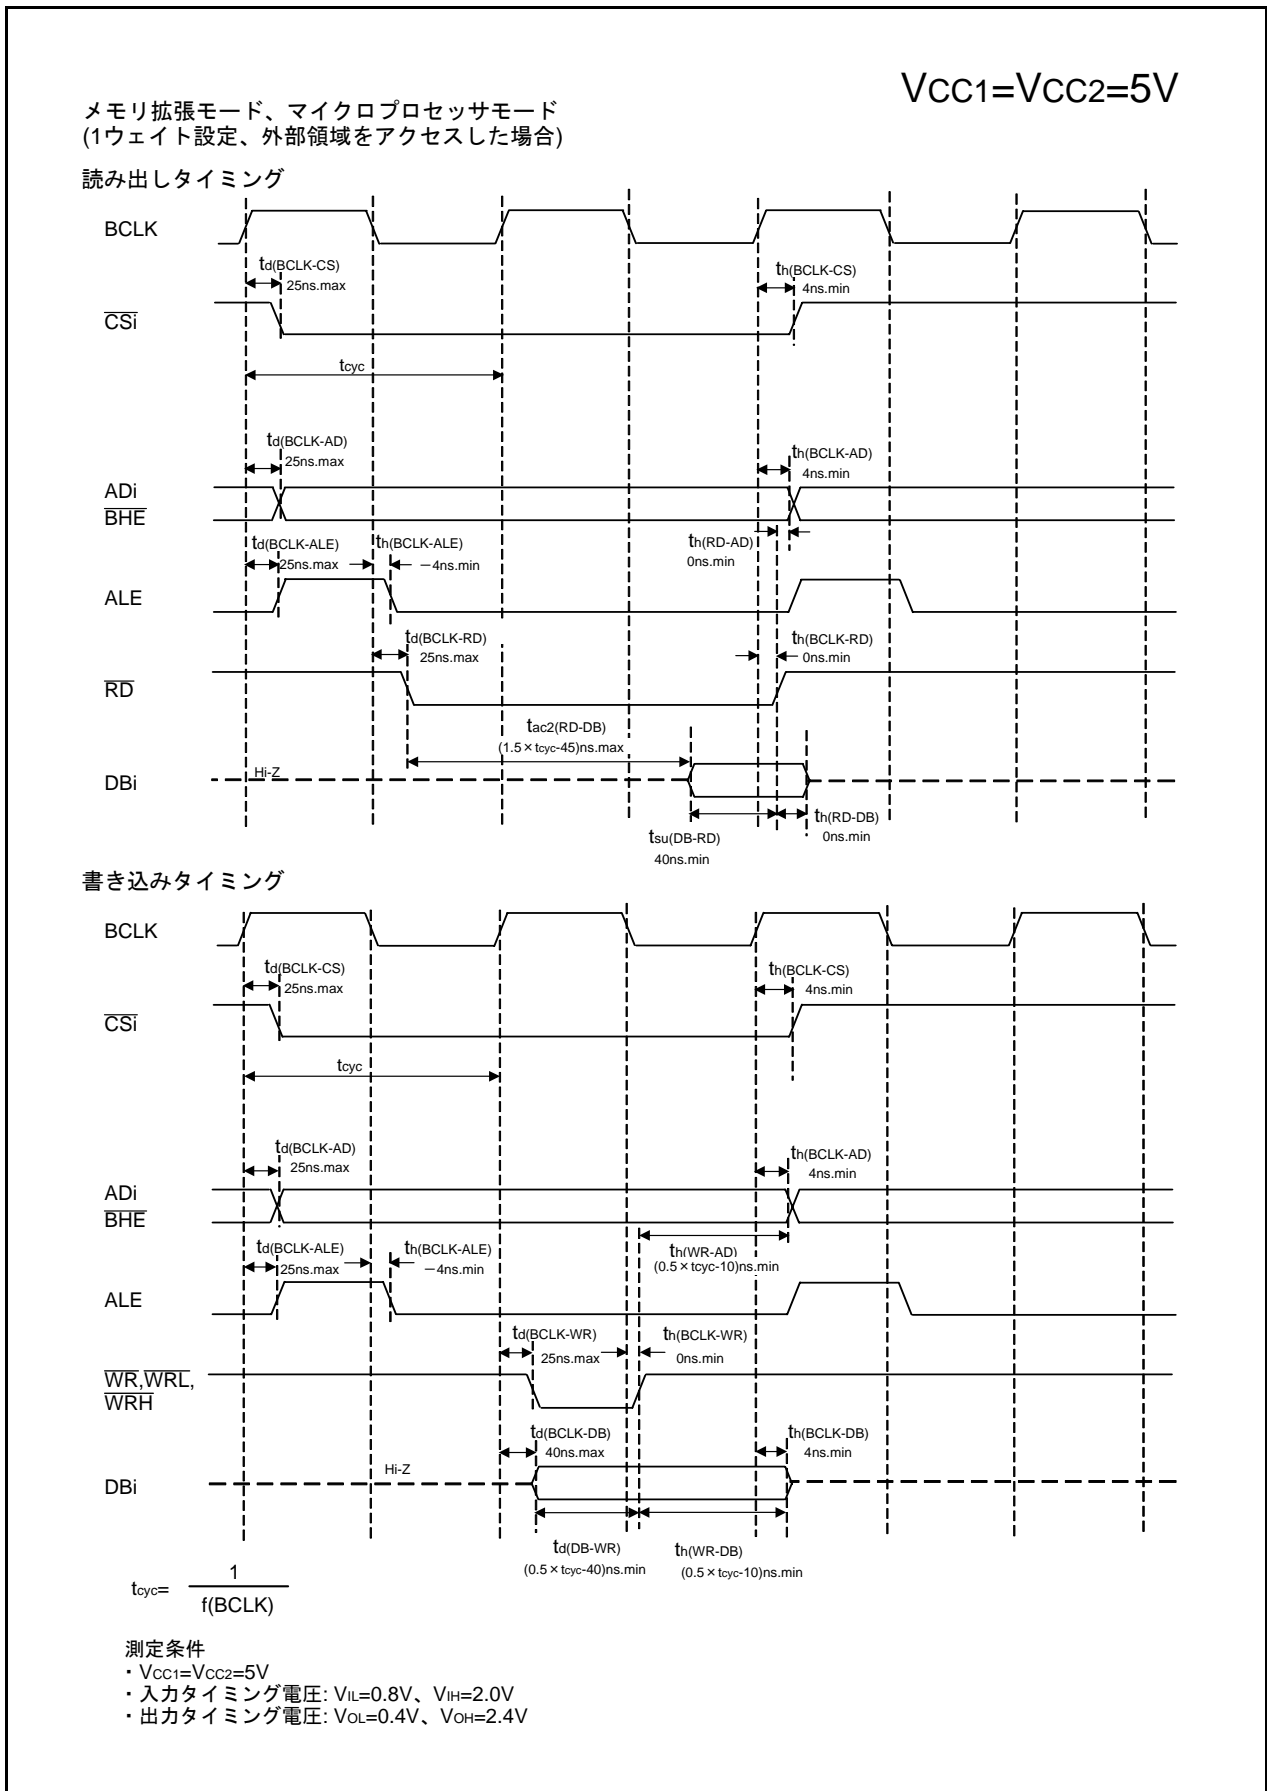 VCC1=VCC2=5V
メモリ拡張モード、マイクロプロセッサモード
(1ウェイト設定、外部領域をアクセスした場合)
読み出しタイミング
BCLK
td(BCLK-CS)
25ns.max
th(BCLK-CS)
4ns.min
CSi
tcyc
td(BCLK-AD)
25ns.max
th(BCLK-AD)
4ns.min
ADi
BHE
td(BCLK-ALE)
25ns.max
th(BCLK-ALE)
−4ns.min
th(RD-AD)
0ns.min
ALE
td(BCLK-RD)
25ns.max
th(BCLK-RD)
0ns.min
RD
tac2(RD-DB)
(1.5×tcyc-45)ns.max
Hi-Z
DBi
tsu(DB-RD)
40ns.min
th(RD-DB)
0ns.min
書き込みタイミング
BCLK
td(BCLK-CS)
25ns.max
th(BCLK-CS)
4ns.min
CSi
tcyc
td(BCLK-AD)
25ns.max
th(BCLK-AD)
4ns.min
ADi
BHE
td(BCLK-ALE)
25ns.max
th(BCLK-ALE)
−4ns.min
th(WR-AD)
(0.5×tcyc-10)ns.min
ALE
td(BCLK-WR)
25ns.max
th(BCLK-WR)
0ns.min
WR,WRL,
WRH
td(BCLK-DB)
40ns.max
th(BCLK-DB)
4ns.min
Hi-Z
DBi
td(DB-WR)
(0.5×tcyc-40)ns.min
th(WR-DB)
(0.5×tcyc-10)ns.min
tcyc=
1
f(BCLK)
測定条件
・VCC1=VCC2=5V
・入力タイミング電圧: VIL=0.8V、VIH=2.0V
・出力タイミング電圧: VOL=0.4V、VOH=2.4V